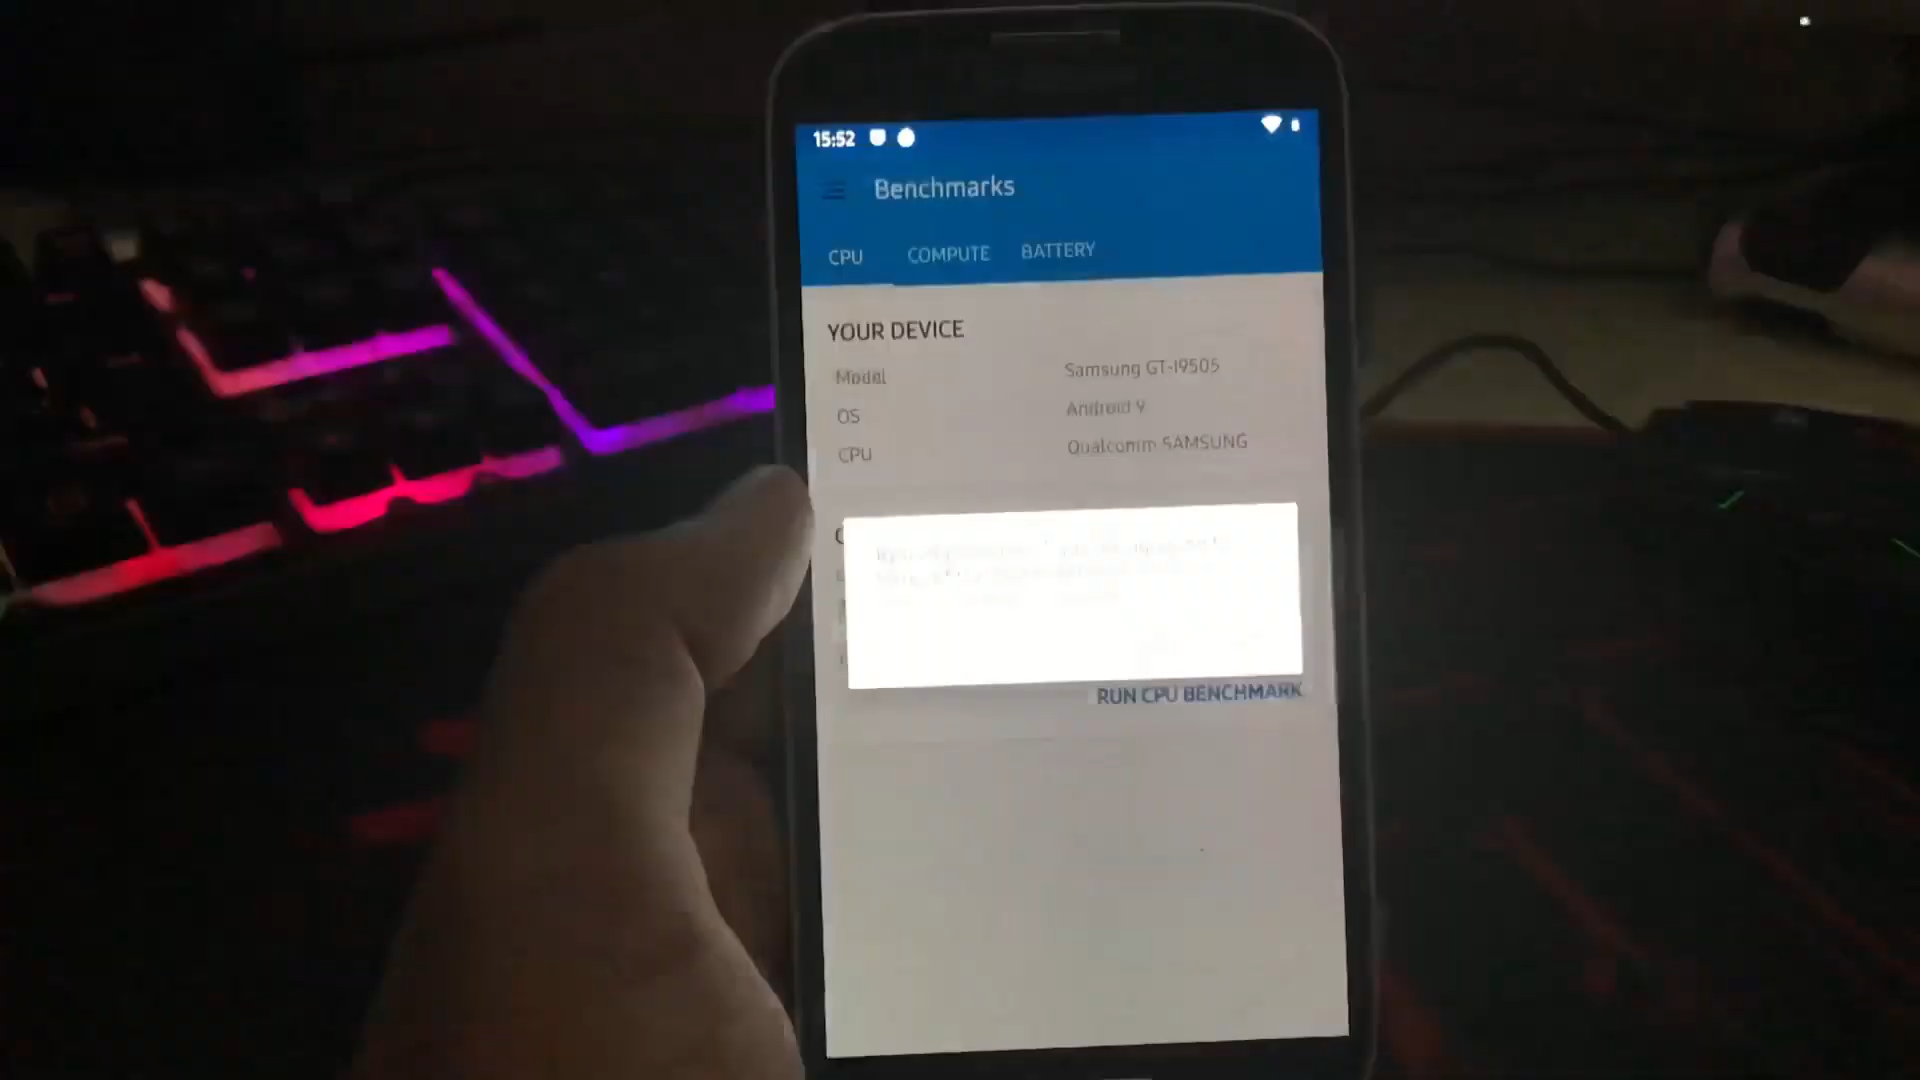 15:52
Benchmarks
CPU COMPUTE BATTERY
YOUR DEVICE
Model Samsung GT-I9505
OS Android 9
CPU Qualcomm SAMSUNG
RUN CPU BENCHMARK